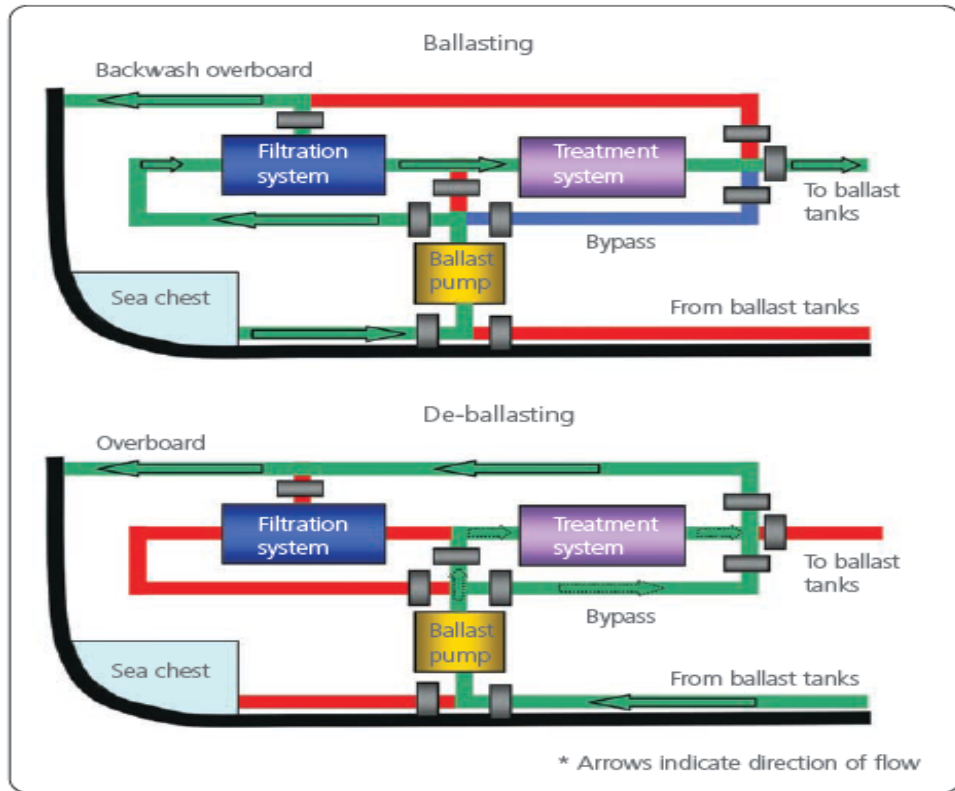 Ballasting
Backwash overboard
Filtration
system
Treatment
system
To ballast
tanks
Bypass
Ballast
pump
Sea chest
From ballast tanks
De-ballasting
Overboard
Filtration
system
Treatment
system
To ballast
tanks
Bypass
Ballast
pump
Sea chest
From ballast tanks
* Arrows indicate direction of flow